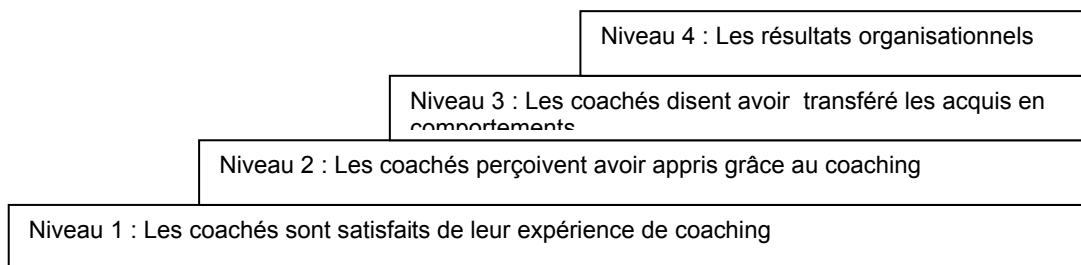 Niveau 4 : Les résultats organisationnels
Niveau 3 : Les coachés disent avoir transféré les acquis en
comportements
Niveau 2 : Les coachés perçoivent avoir appris grâce au coaching
Niveau 1 : Les coachés sont satisfaits de leur expérience de coaching